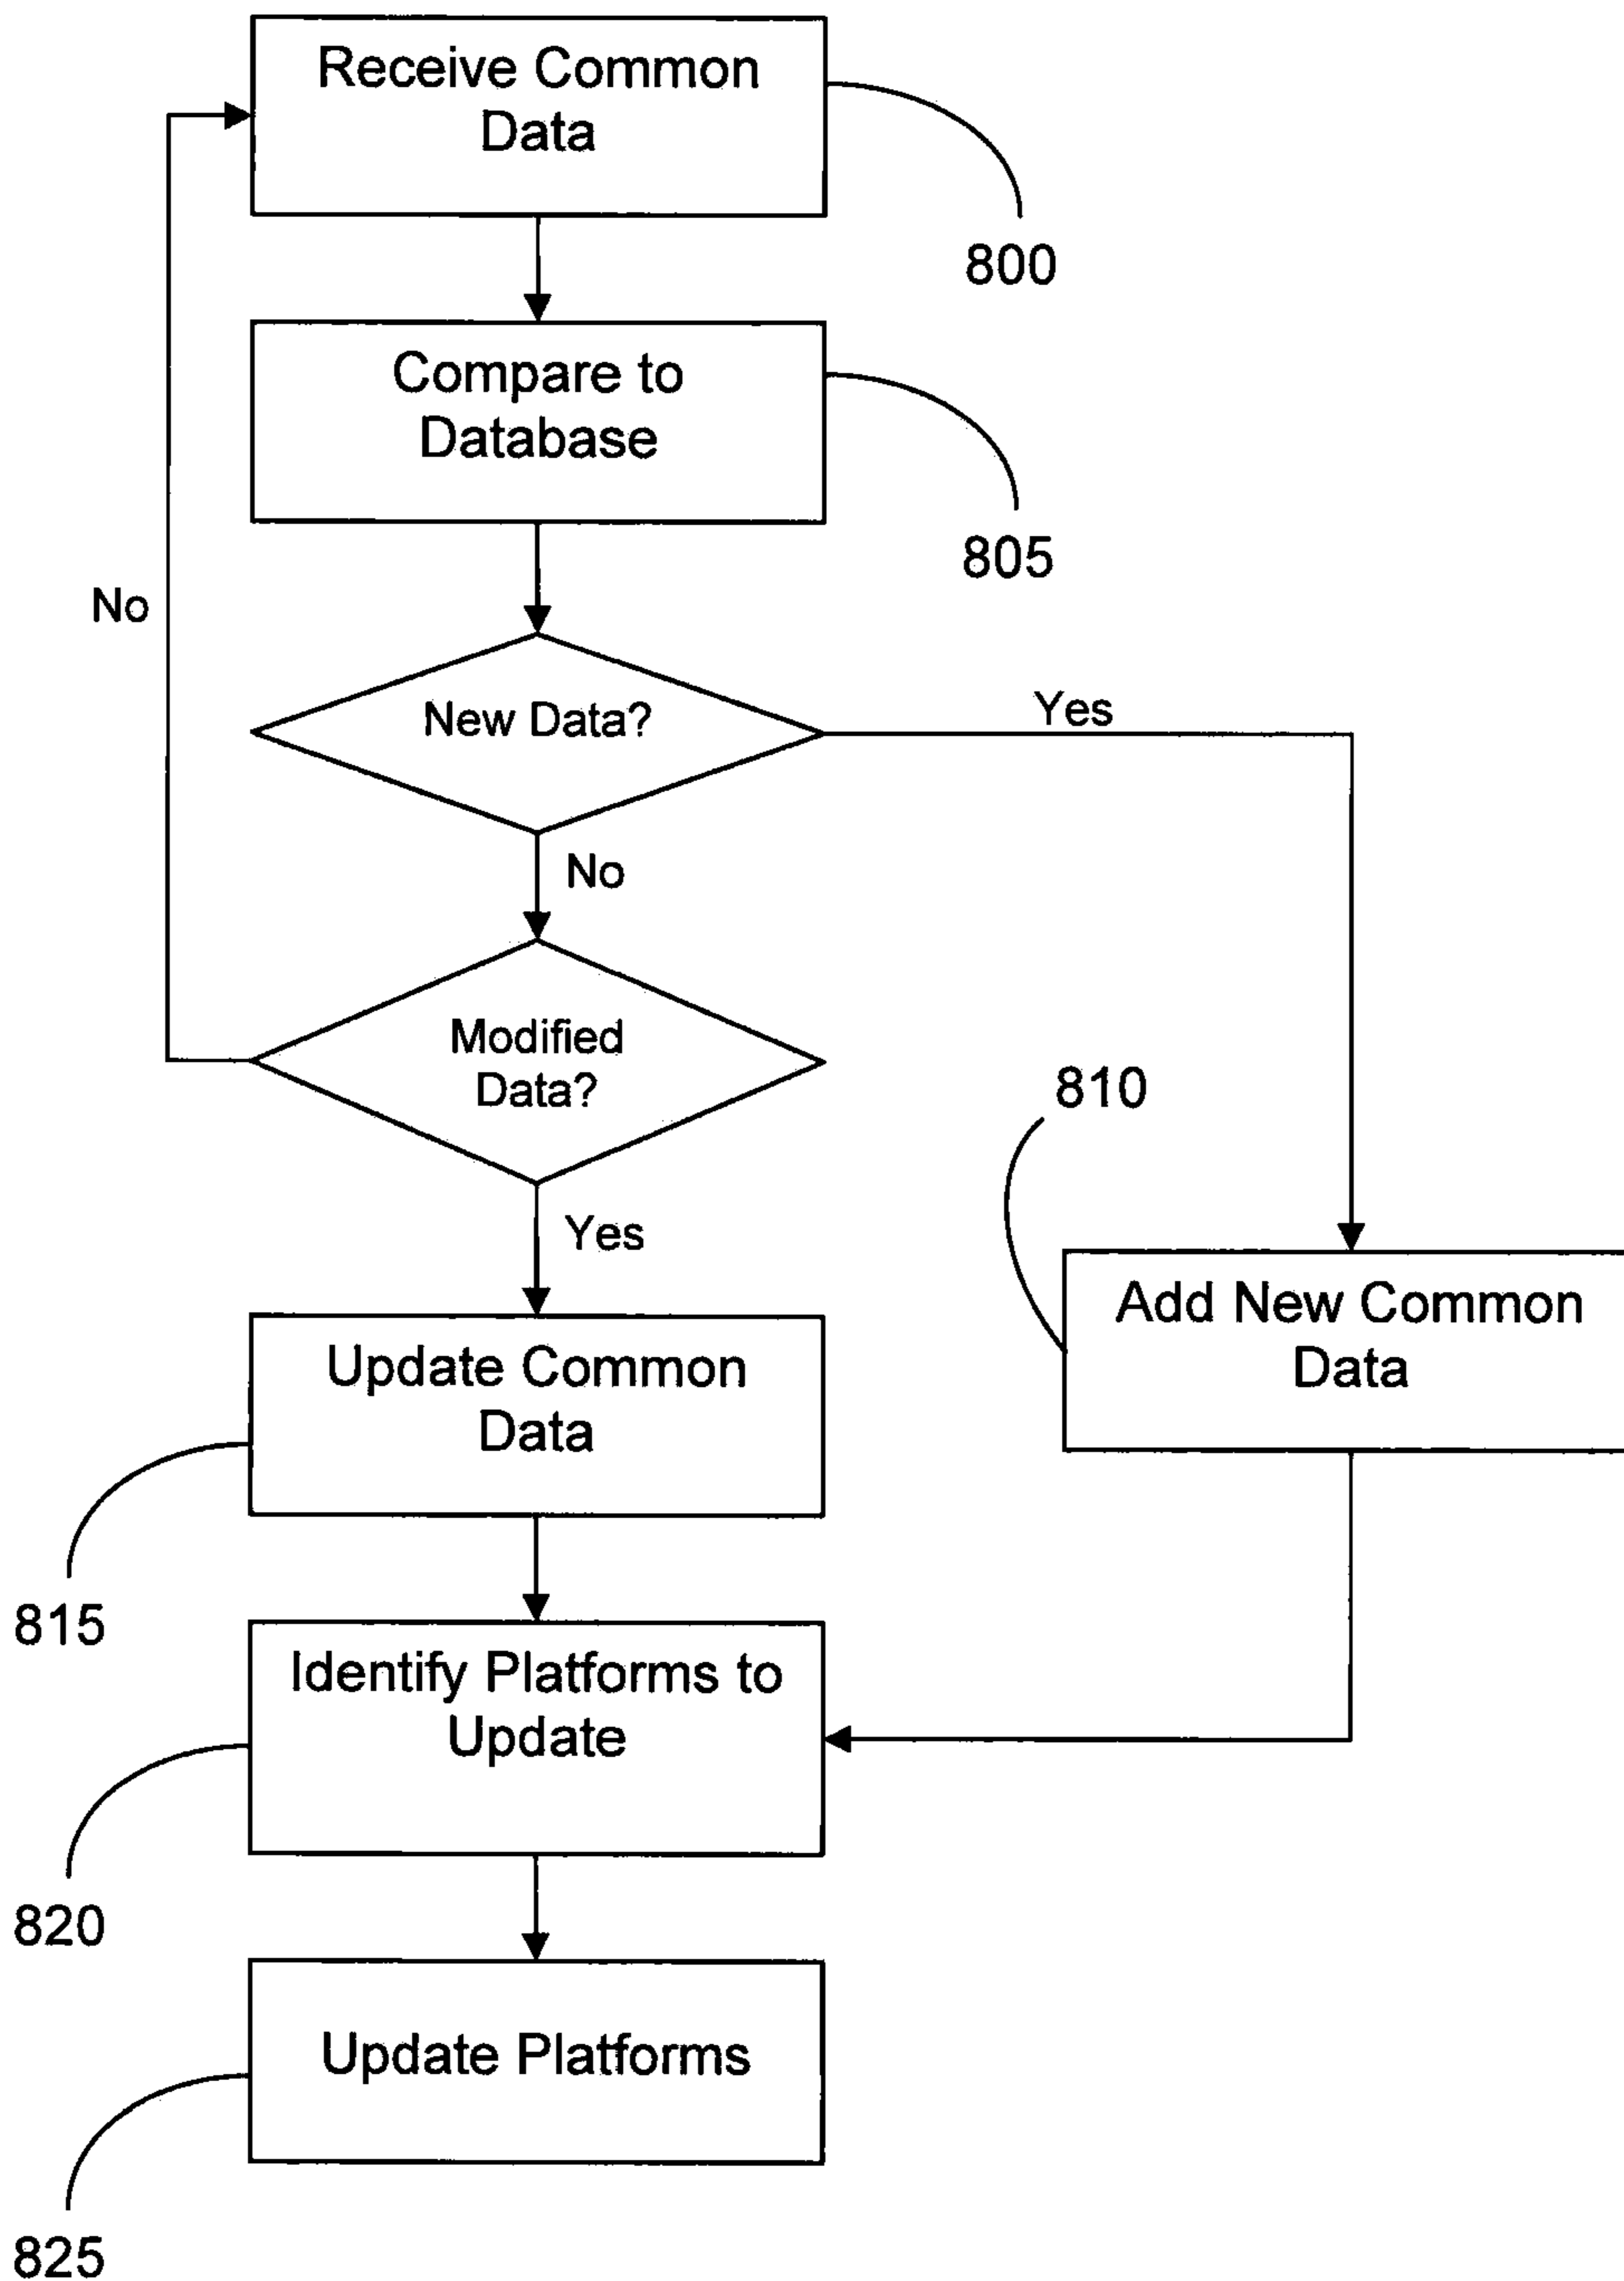 Receive Common
Data
800
Compare to
Database
805
No
New Data?
Yes
No
Modified
Data?
810
Yes
Add New Common
Data
Update Common
Data
815
Identify Platforms to
Update
820
Update Platforms
825